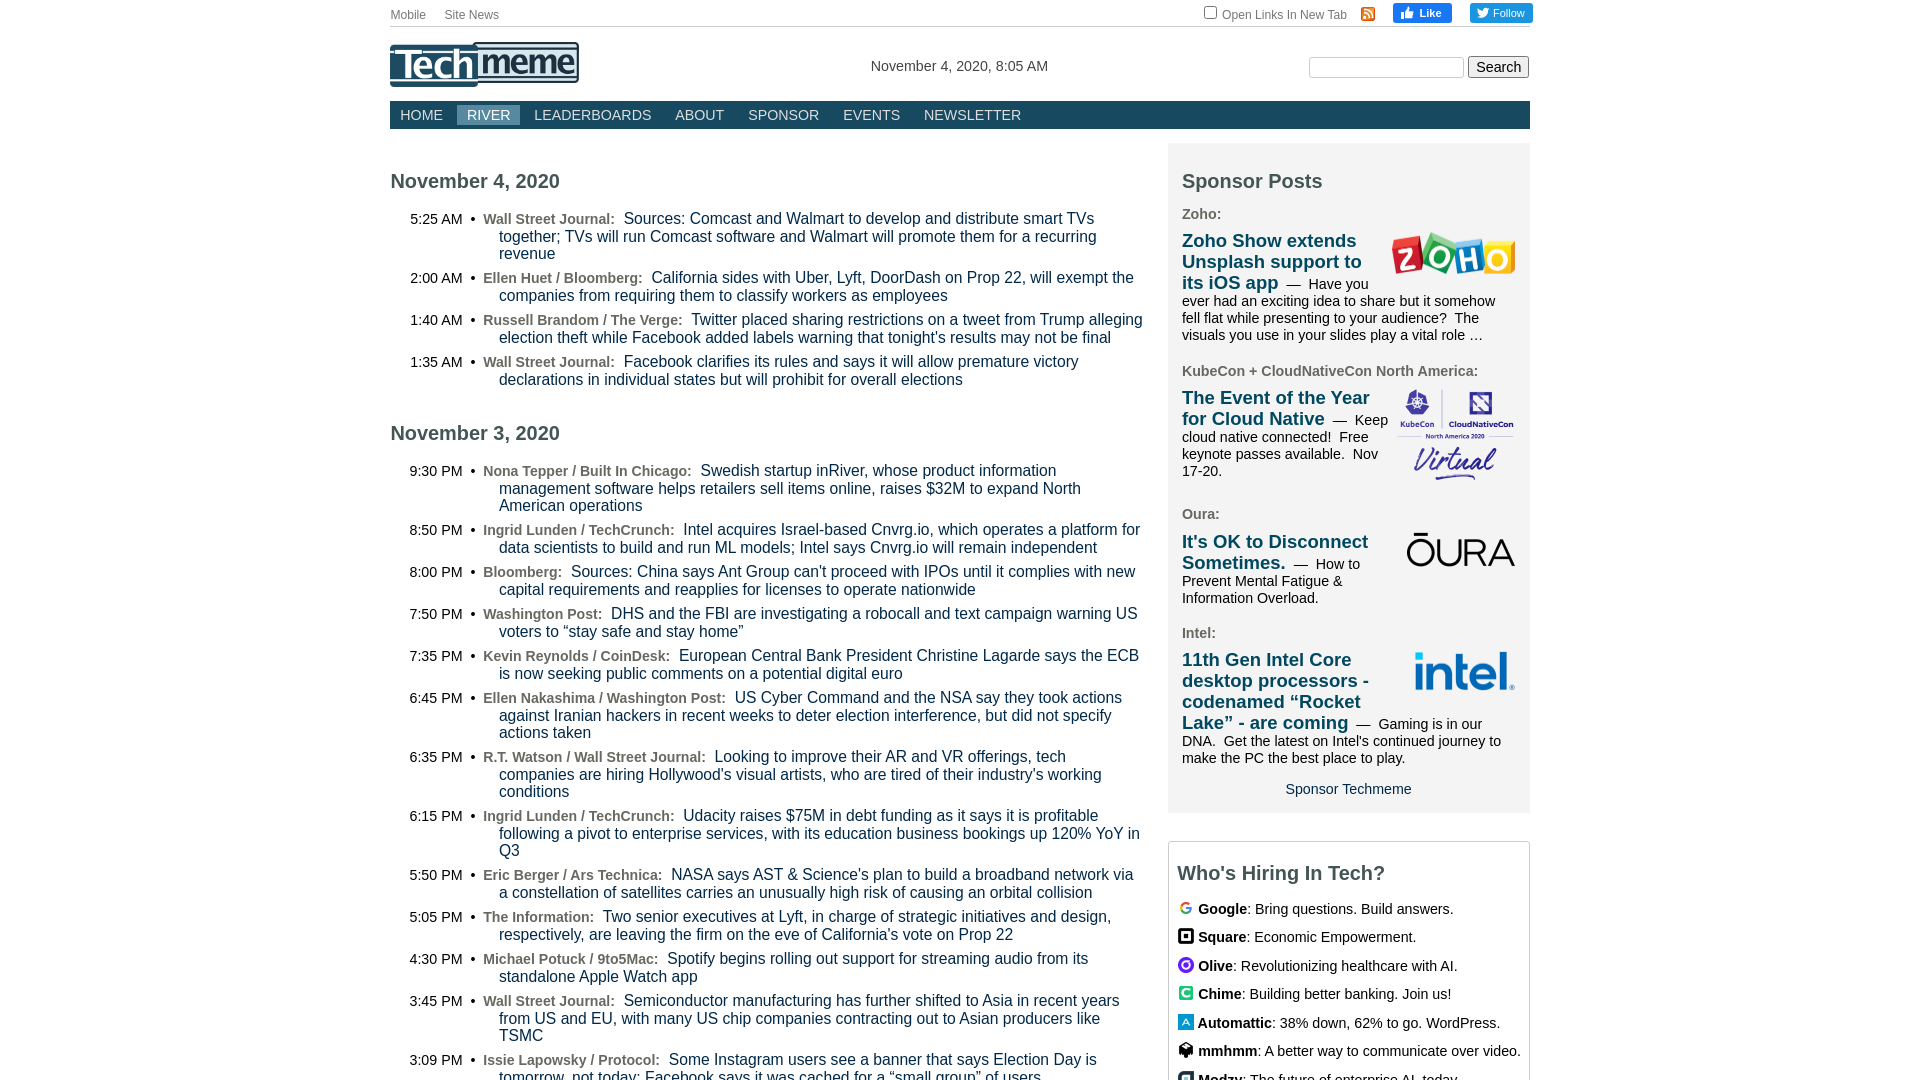 Mobile Site News Open Links In New Tab Like Follow
Techmeme November 4, 2020, 8:05 AM Search
HOME RIVER LEADERBOARDS ABOUT SPONSOR EVENTS NEWSLETTER
November 4, 2020
5:25 AM • Wall Street Journal: Sources: Comcast and Walmart to develop and distribute smart TVs
together; TVs will run Comcast software and Walmart will promote them for a recurring
revenue
2:00 AM • Ellen Huet / Bloomberg: California sides with Uber, Lyft, DoorDash on Prop 22, will exempt the
companies from requiring them to classify workers as employees
1:40 AM • Russell Brandom / The Verge: Twitter placed sharing restrictions on a tweet from Trump alleging
election theft while Facebook added labels warning that tonight's results may not be final
1:35 AM • Wall Street Journal: Facebook clarifies its rules and says it will allow premature victory
declarations in individual states but will prohibit for overall elections
November 3, 2020
9:30 PM • Nona Tepper / Built In Chicago: Swedish startup inRiver, whose product information
management software helps retailers sell items online, raises $32M to expand North
American operations
8:50 PM • Ingrid Lunden / TechCrunch: Intel acquires Israel-based Cnvrg.io, which operates a platform for
data scientists to build and run ML models; Intel says Cnvrg.io will remain independent
8:00 PM • Bloomberg: Sources: China says Ant Group can't proceed with IPOs until it complies with new
capital requirements and reapplies for licenses to operate nationwide
7:50 PM • Washington Post: DHS and the FBI are investigating a robocall and text campaign warning US
voters to “stay safe and stay home”
7:35 PM • Kevin Reynolds / CoinDesk: European Central Bank President Christine Lagarde says the ECB
is now seeking public comments on a potential digital euro
6:45 PM • Ellen Nakashima / Washington Post: US Cyber Command and the NSA say they took actions
against Iranian hackers in recent weeks to deter election interference, but did not specify
actions taken
6:35 PM • R.T. Watson / Wall Street Journal: Looking to improve their AR and VR offerings, tech
companies are hiring Hollywood's visual artists, who are tired of their industry's working
conditions
6:15 PM • Ingrid Lunden / TechCrunch: Udacity raises $75M in debt funding as it says it is profitable
following a pivot to enterprise services, with its education business bookings up 120% YoY in
Q3
5:50 PM • Eric Berger / Ars Technica: NASA says AST & Science's plan to build a broadband network via
a constellation of satellites carries an unusually high risk of causing an orbital collision
5:05 PM • The Information: Two senior executives at Lyft, in charge of strategic initiatives and design,
respectively, are leaving the firm on the eve of California's vote on Prop 22
4:30 PM • Michael Potuck / 9to5Mac: Spotify begins rolling out support for streaming audio from its
standalone Apple Watch app
3:45 PM • Wall Street Journal: Semiconductor manufacturing has further shifted to Asia in recent years
from US and EU, with many US chip companies contracting out to Asian producers like
TSMC
3:09 PM • Issie Lapowsky / Protocol: Some Instagram users see a banner that says Election Day is
tomorrow, not today; Facebook says it was cached for a “small group” of users
Sponsor Posts
Zoho:
Zoho Show extends
Unsplash support to
its iOS app — Have you
ever had an exciting idea to share but it somehow
fell flat while presenting to your audience? The
visuals you use in your slides play a vital role …
ZOHO
KubeCon + CloudNativeCon North America:
The Event of the Year
for Cloud Native — Keep
cloud native connected! Free
keynote passes available. Nov
17-20.
KubeCon CloudNativeCon
North America 2020
Virtual
Oura:
It's OK to Disconnect
Sometimes. — How to
Prevent Mental Fatigue &
Information Overload.
ŌURA
Intel:
11th Gen Intel Core
desktop processors -
codenamed “Rocket
Lake” - are coming — Gaming is in our
DNA. Get the latest on Intel's continued journey to
make the PC the best place to play.
intel®
Sponsor Techmeme
Who's Hiring In Tech?
Google: Bring questions. Build answers.
Square: Economic Empowerment.
Olive: Revolutionizing healthcare with AI.
Chime: Building better banking. Join us!
Automattic: 38% down, 62% to go. WordPress.
mmhmm: A better way to communicate over video.
Modzy: The future of enterprise AI, today.